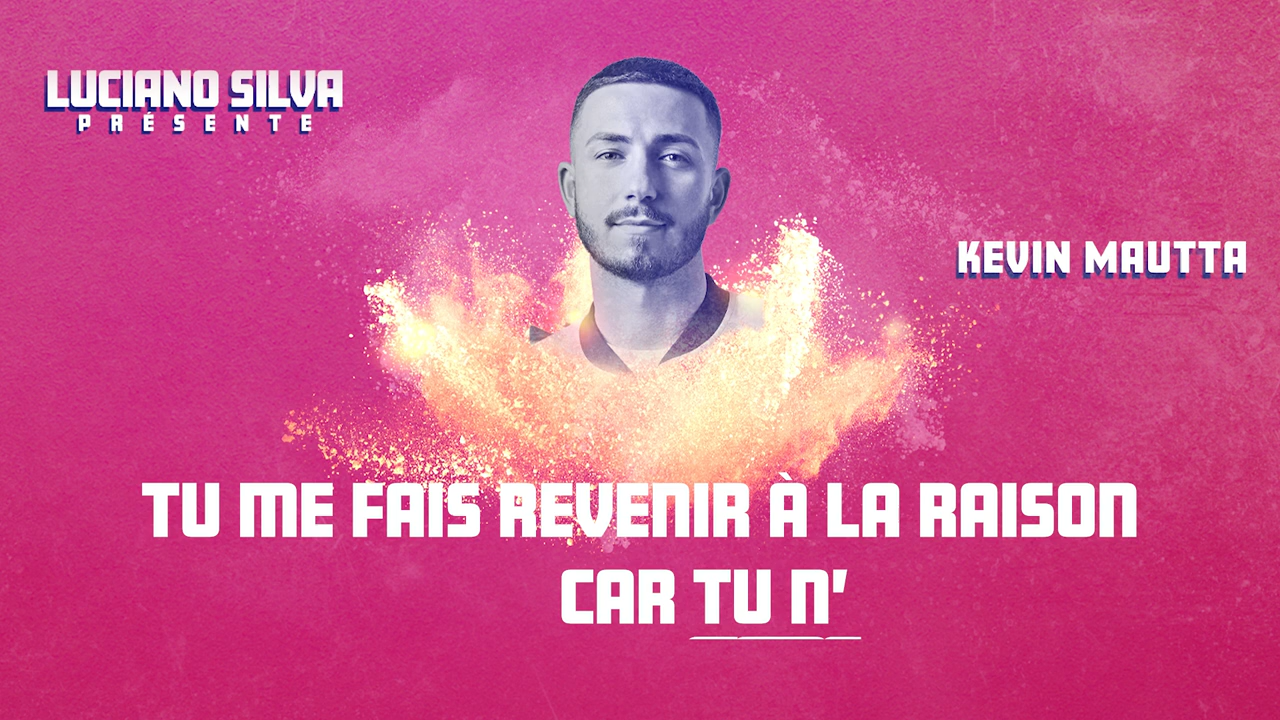 LUCIANO SILVA
PRÉSENTE
KEVIN MAUTTA
TU ME FAIS REVENIR À LA RAISON
CAR TU N'